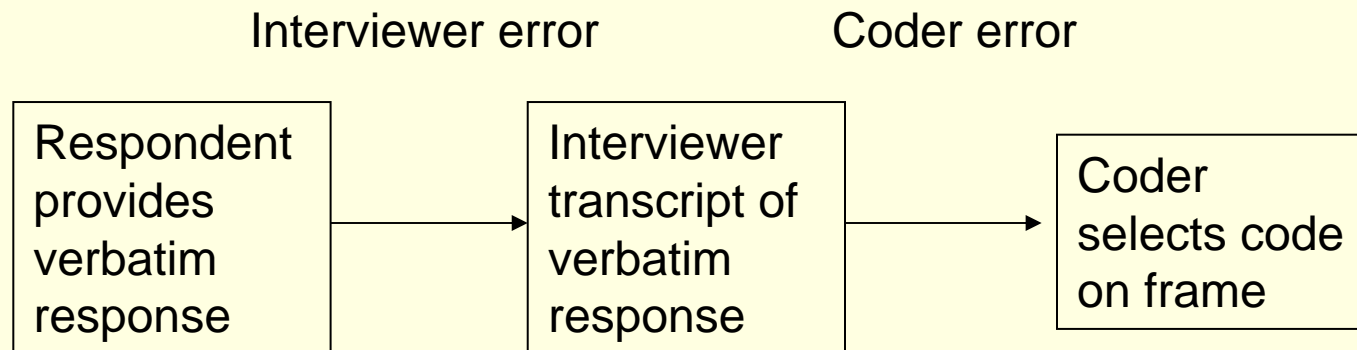 Interviewer error
Coder error
Respondent
provides
verbatim
response
Interviewer
transcript of
verbatim
response
Coder
selects code
on frame